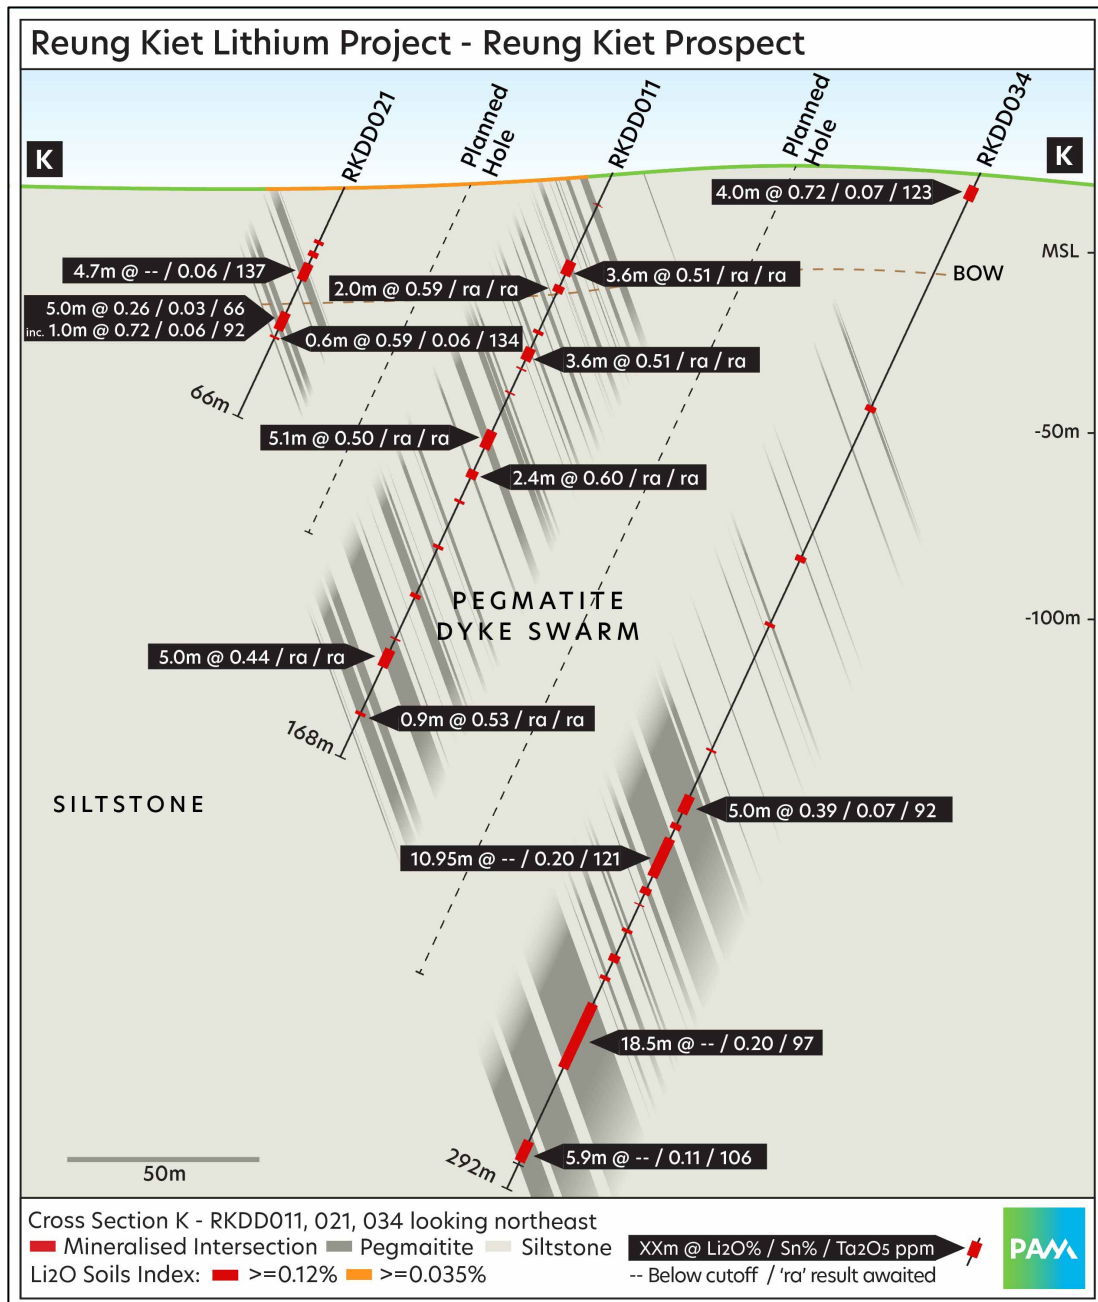 Reung Kiet Lithium Project - Reung Kiet Prospect
K
RKDD021
Planned
Hole
RKDD011
Planned
Hole
RKDD034
K
4.0m @ 0.72 / 0.07 / 123
MSL
BOW
4.7m @ -- / 0.06 / 137
3.6m @ 0.51 / ra / ra
2.0m @ 0.59 / ra / ra
5.0m @ 0.26 / 0.03 / 66
inc. 1.0m @ 0.72 / 0.06 / 92
0.6m @ 0.59 / 0.06 / 134
3.6m @ 0.51 / ra / ra
66m
-50m
5.1m @ 0.50 / ra / ra
2.4m @ 0.60 / ra / ra
PEGMATITE
DYKE SWARM
-100m
5.0m @ 0.44 / ra / ra
0.9m @ 0.53 / ra / ra
168m
SILTSTONE
5.0m @ 0.39 / 0.07 / 92
10.95m @ -- / 0.20 / 121
18.5m @ -- / 0.20 / 97
5.9m @ -- / 0.11 / 106
292m
50m
Cross Section K - RKDD011, 021, 034 looking northeast
Mineralised Intersection Pegmaitite Siltstone
Li2O Soils Index: >=0.12% >=0.035%
XXm @ Li2O% / Sn% / Ta2O5 ppm
-- Below cutoff / 'ra' result awaited
PAM